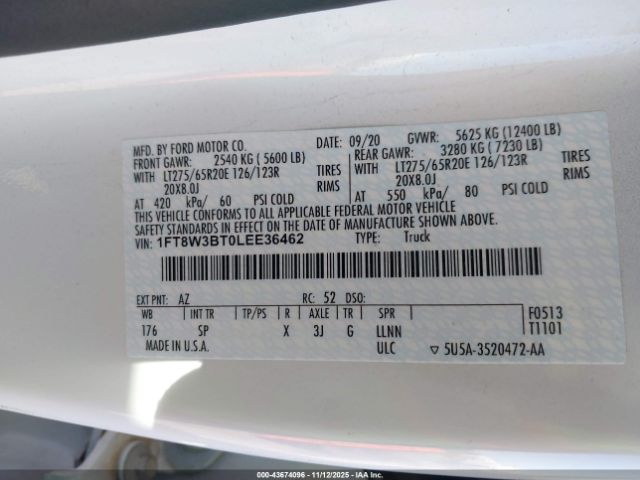 MFD. BY FORD MOTOR CO. DATE: 09/20 GVWR: 5625 KG (12400 LB)
FRONT GAWR: 2540 KG ( 5600 LB) REAR GAWR: 3280 KG ( 7230 LB)
WITH LT275/65R20E 126/123R TIRES WITH LT275/65R20E 126/123R TIRES
20X8.0J RIMS 20X8.0J RIMS
AT 420 kPa/ 60 PSI COLD AT 550 kPa/ 80 PSI COLD
THIS VEHICLE CONFORMS TO ALL APPLICABLE FEDERAL MOTOR VEHICLE
SAFETY STANDARDS IN EFFECT ON THE DATE OF MANUFACTURE SHOWN ABOVE.
VIN: 1FT8W3BT0LEE36462 TYPE: Truck
EXT PNT: AZ RC: 52 DSO: F0513
WB INT TR TP/PS R AXLE TR SPR T1101
176 SP X 3J G LLNN
MADE IN U.S.A. ULC ▽ 5U5A-3520472-AA
000-43674096 - 11/12/2025 - IAAI.COM